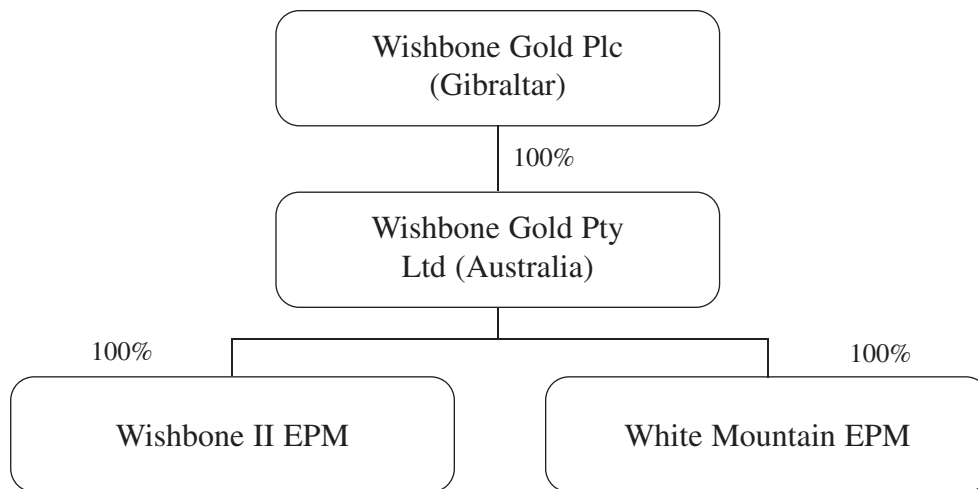 Wishbone Gold Plc
(Gibraltar)
100%
Wishbone Gold Pty
Ltd (Australia)
100%
100%
Wishbone II EPM
White Mountain EPM